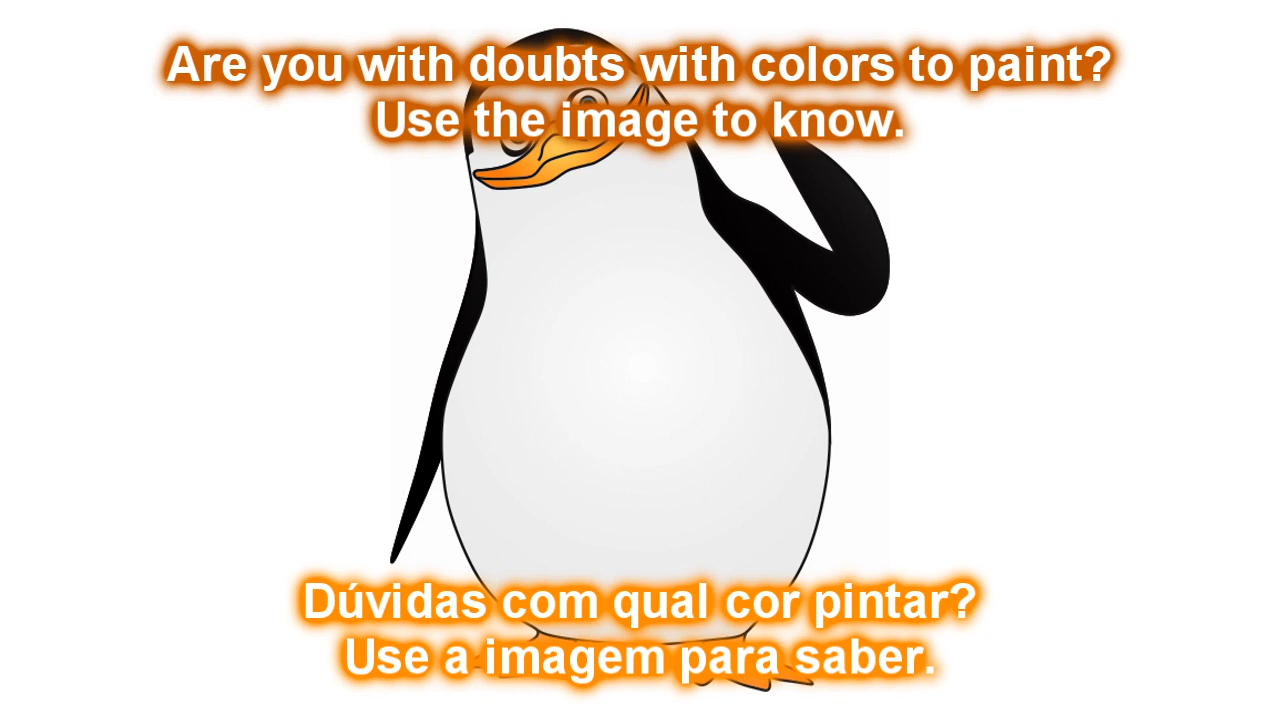 Are you with doubts with colors to paint?
Use the image to know.
Dúvidas com qual cor pintar?
Use a imagem para saber.